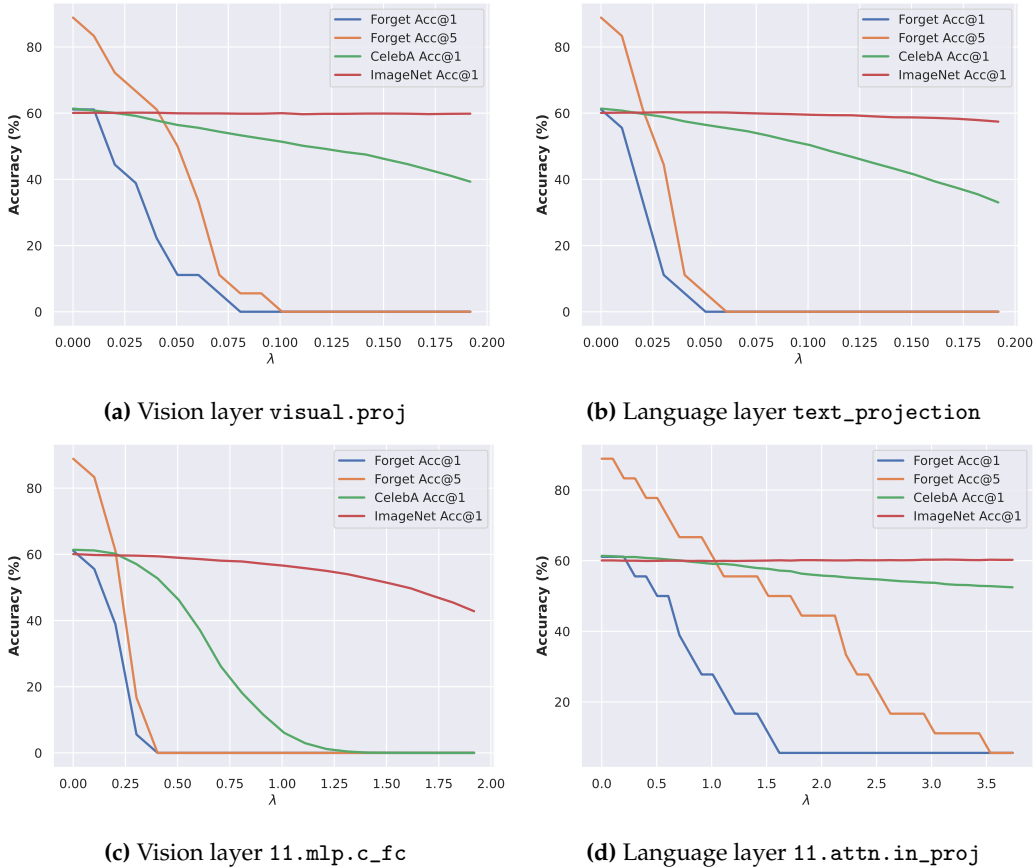 Accuracy (%)
80
60
40
20
0
Forget Acc@1
Forget Acc@5
CelebA Acc@1
ImageNet Acc@1
0.000 0.025 0.050 0.075 0.100 0.125 0.150 0.175 0.200
λ
(a) Vision layer visual.proj
Accuracy (%)
80
60
40
20
0
Forget Acc@1
Forget Acc@5
CelebA Acc@1
ImageNet Acc@1
0.000 0.025 0.050 0.075 0.100 0.125 0.150 0.175 0.200
λ
(b) Language layer text_projection
Accuracy (%)
80
60
40
20
0
Forget Acc@1
Forget Acc@5
CelebA Acc@1
ImageNet Acc@1
0.00 0.25 0.50 0.75 1.00 1.25 1.50 1.75 2.00
λ
(c) Vision layer 11.mlp.c_fc
Accuracy (%)
80
60
40
20
Forget Acc@1
Forget Acc@5
CelebA Acc@1
ImageNet Acc@1
0.0 0.5 1.0 1.5 2.0 2.5 3.0 3.5
λ
(d) Language layer 11.attn.in_proj